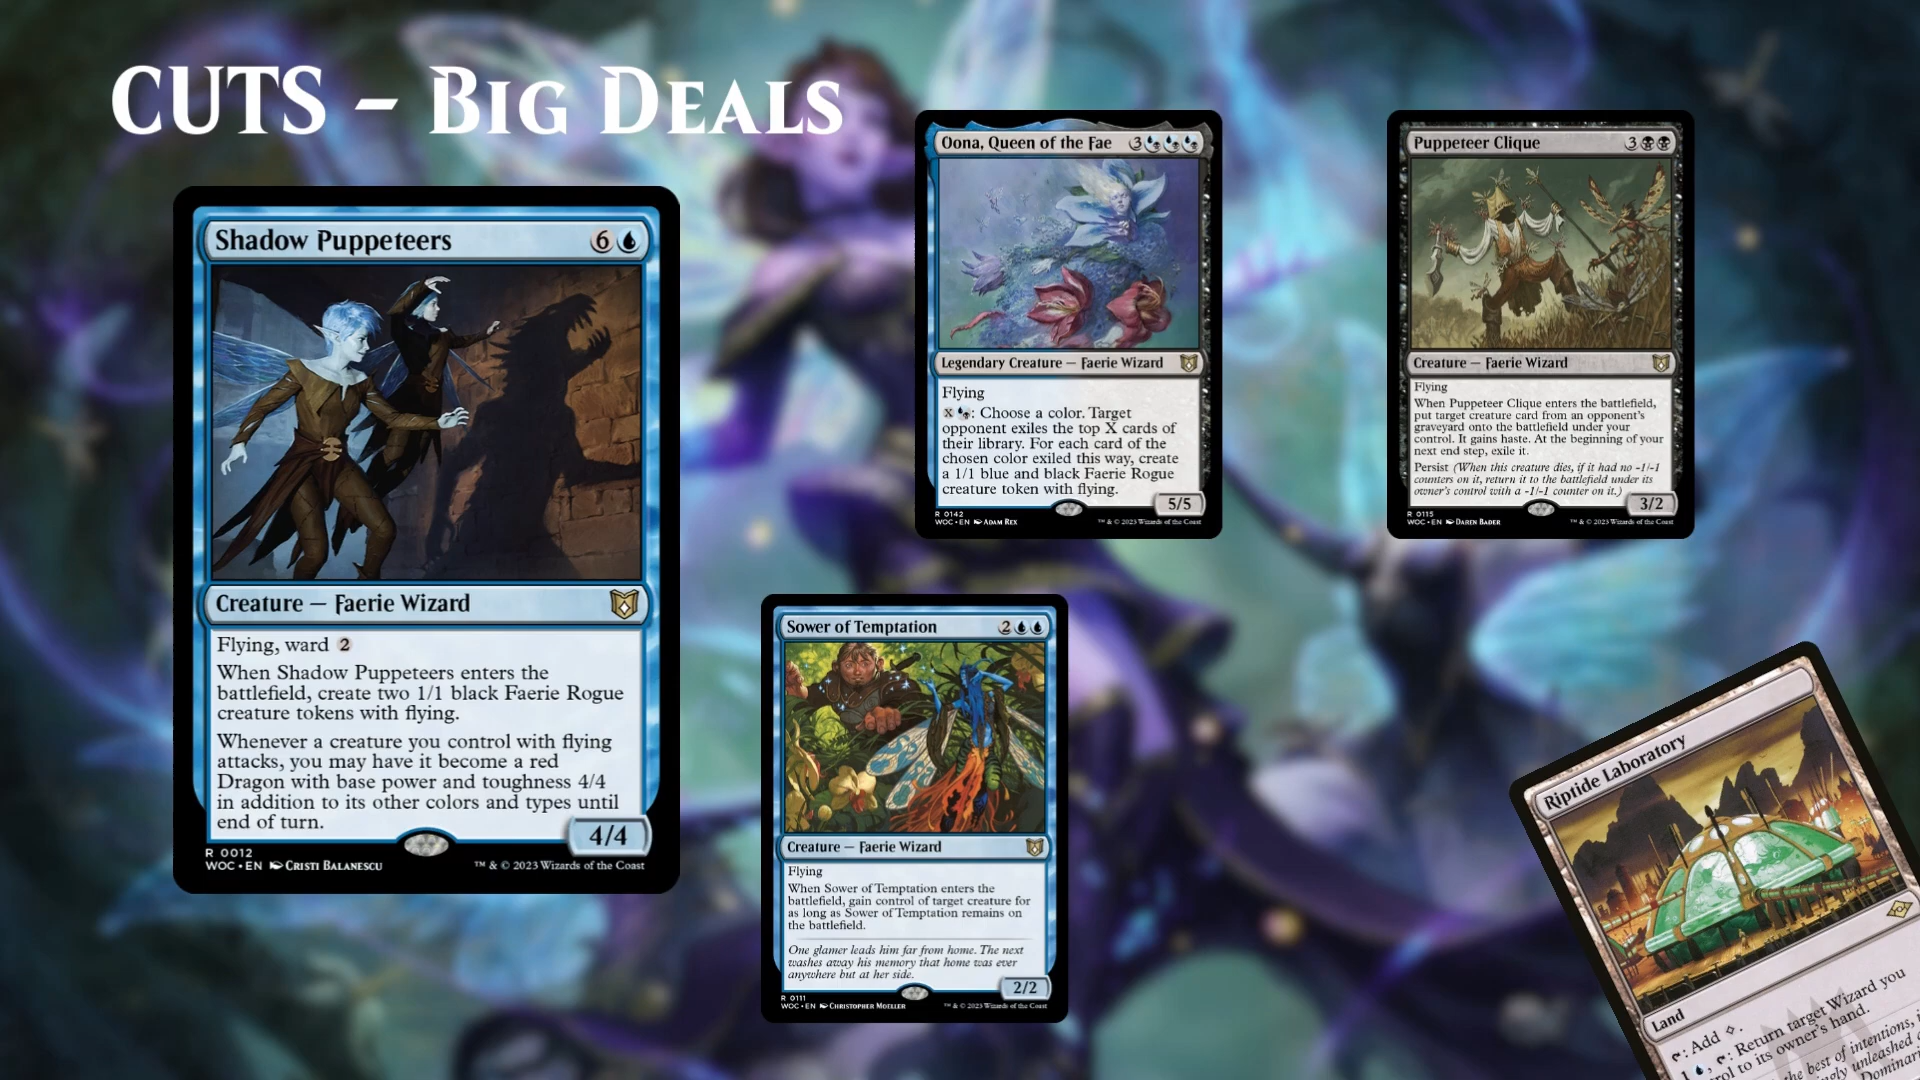 CUTS – Big Deals
Shadow Puppeteers 6
Creature — Faerie Wizard
Flying, ward 2
When Shadow Puppeteers enters the
battlefield, create two 1/1 black Faerie Rogue
creature tokens with flying.
Whenever a creature you control with flying
attacks, you may have it become a red
Dragon with base power and toughness 4/4
in addition to its other colors and types until
end of turn.
4/4
R 0012
WOC • EN Cristi Balanescu
™ & © 2023 Wizards of the Coast
Oona, Queen of the Fae 3
Legendary Creature — Faerie Wizard
Flying
X : Choose a color. Target
opponent exiles the top X cards of
their library. For each card of the
chosen color exiled this way, create
a 1/1 blue and black Faerie Rogue
creature token with flying.
5/5
R 0142
WOC • EN Adam Rex
™ & © 2023 Wizards of the Coast
Puppeteer Clique 3
Creature — Faerie Wizard
Flying
When Puppeteer Clique enters the battlefield,
put target creature card from an opponent's
graveyard onto the battlefield under your
control. It gains haste. At the beginning of your
next end step, exile it.
Persist (When this creature dies, if it had no -1/-1
counters on it, return it to the battlefield under its
owner's control with a -1/-1 counter on it.)
3/2
R 0115
WOC • EN Daren Bader
™ & © 2023 Wizards of the Coast
Sower of Temptation 2
Creature — Faerie Wizard
Flying
When Sower of Temptation enters the
battlefield, gain control of target creature for
as long as Sower of Temptation remains on
the battlefield.
One glamer leads him far from home. The next
washes away his memory that home was ever
anywhere but at her side.
2/2
R 0111
WOC • EN Christopher Moeller
™ & © 2023 Wizards of the Coast
Riptide Laboratory
Land
: Add .
1 , : Return target Wizard you
to its owner's hand.
the best of intentions,
unleashed